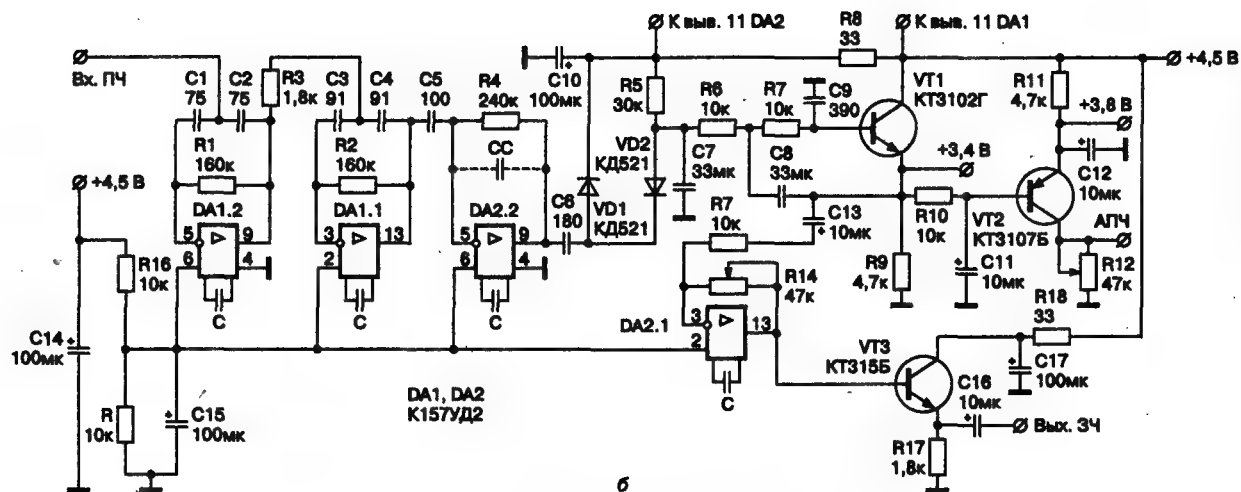 К выв. 11 DA2
R8
33
К выв. 11 DA1
+4,5 В
Вх. ПЧ
C1
75
C2
75
R3
1,8к
C3
91
C4
91
C5
100
R4
240к
C10
100мк
R5
30к
R6
10к
R7
10к
C9
390
VT1
КТ3102Г
R11
4,7к
+3,8 В
R1
160к
R2
160к
CC
VD2
КД521
C7
33мк
C8
33мк
+3,4 В
C12
10мк
+4,5 В
DA1.2
DA1.1
DA2.2
C6
180
VD1
КД521
R7
10к
C13
10мк
R10
10к
VT2
КТ3107Б
АПЧ
5
9
6
4
3
13
2
5
9
6
4
R16
10к
R14
47к
R9
4,7к
C11
10мк
R12
47к
C
C
C
DA2.1
3
13
2
R18
33
C14
100мк
VT3
КТ315Б
C17
100мк
C
C16
10мк
R
10к
C15
100мк
DA1, DA2
К157УД2
Вых. ЗЧ
R17
1,8к
б